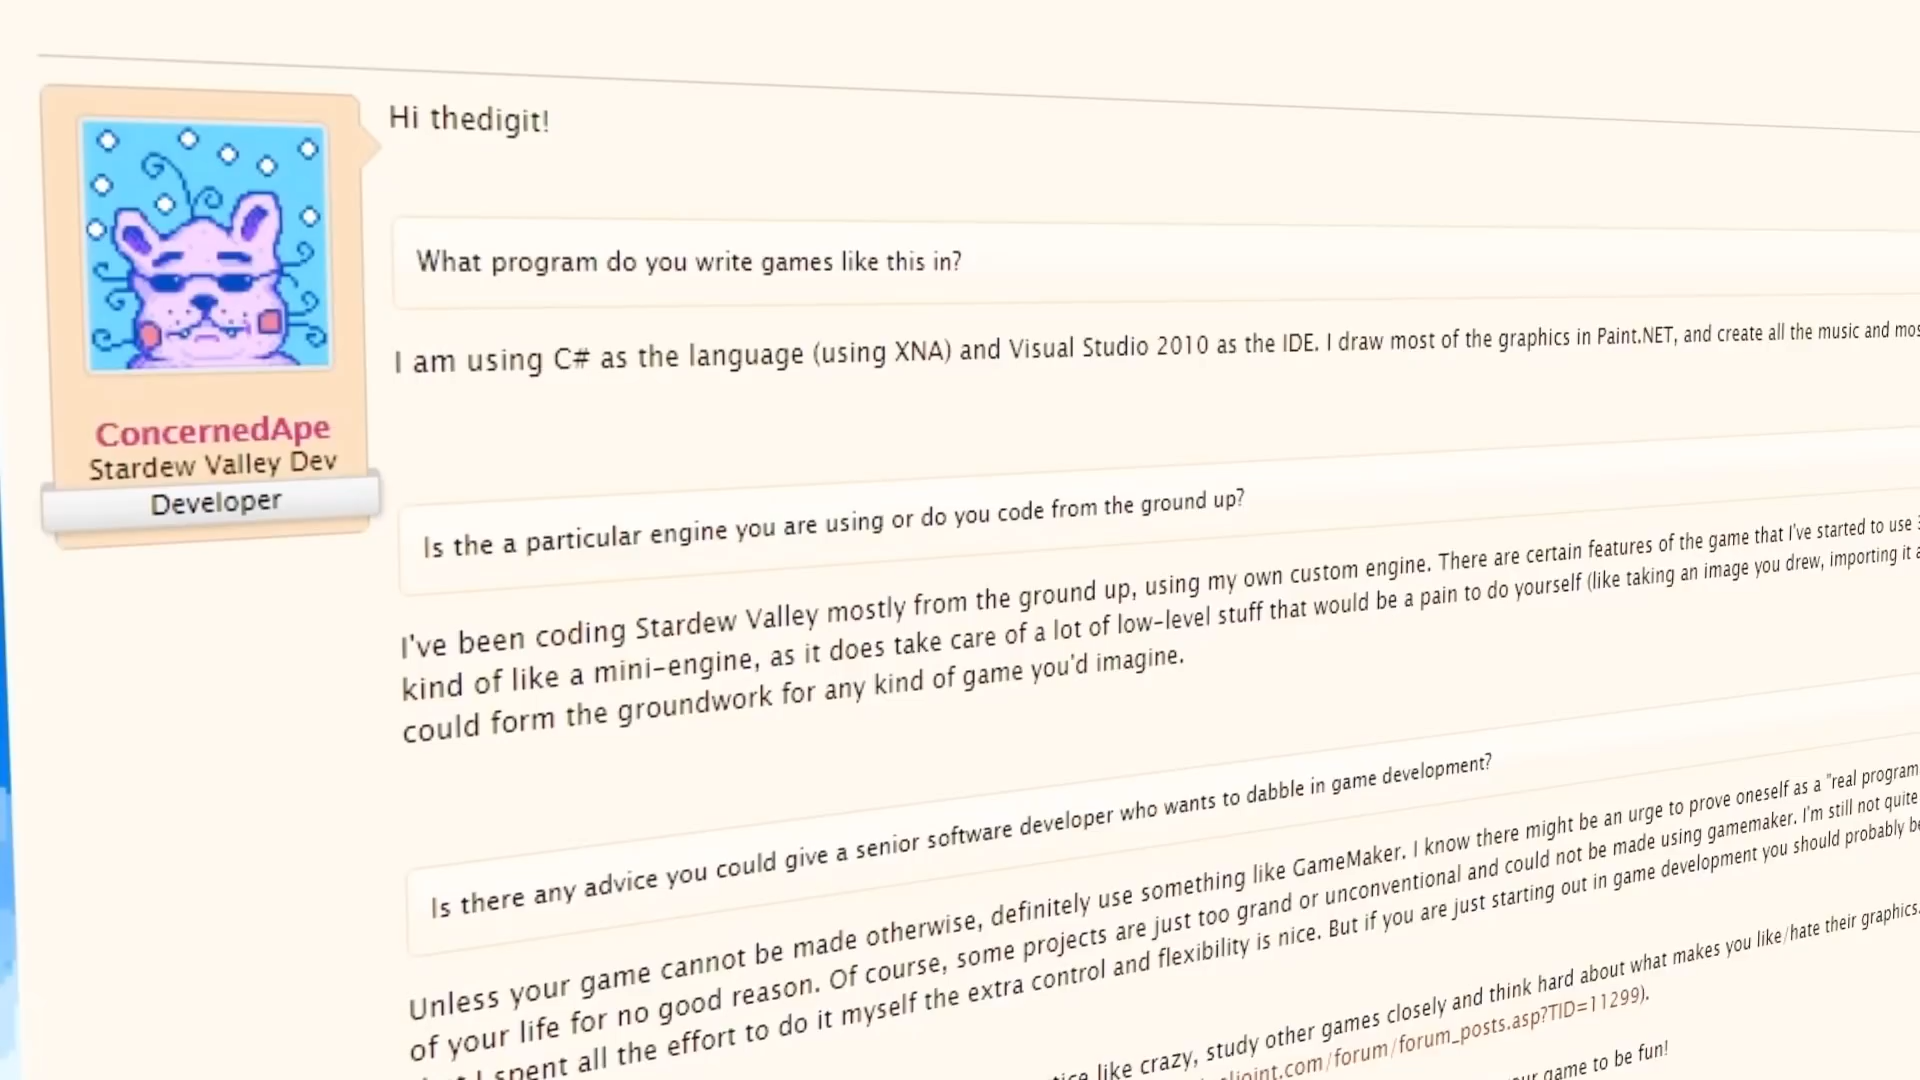 Hi thedigit!
What program do you write games like this in?
I am using C# as the language (using XNA) and Visual Studio 2010 as the IDE. I draw most of the graphics in Paint.NET, and create all the music and
ConcernedApe
Stardew Valley Dev
Developer
Is the a particular engine you are using or do you code from the ground up?
I've been coding Stardew Valley mostly from the ground up, using my own custom engine. There are certain features of the game that I've started to use
kind of like a mini-engine, as it does take care of a lot of low-level stuff that would be a pain to do yourself (like taking an image you drew, importing it
could form the groundwork for any kind of game you'd imagine.
Is there any advice you could give a senior software developer who wants to dabble in game development?
Unless your game cannot be made otherwise, definitely use something like GameMaker. I know there might be an urge to prove oneself as a "real
of your life for no good reason. Of course, some projects are just too grand or unconventional and could not be made using gamemaker. I'm still not quite
I spent all the effort to do it myself the extra control and flexibility is nice. But if you are just starting out in game development you should probably
like crazy, study other games closely and think hard about what makes you like/hate their graphics.
.com/forum/forum_posts.asp?TID=11299).
game to be fun!